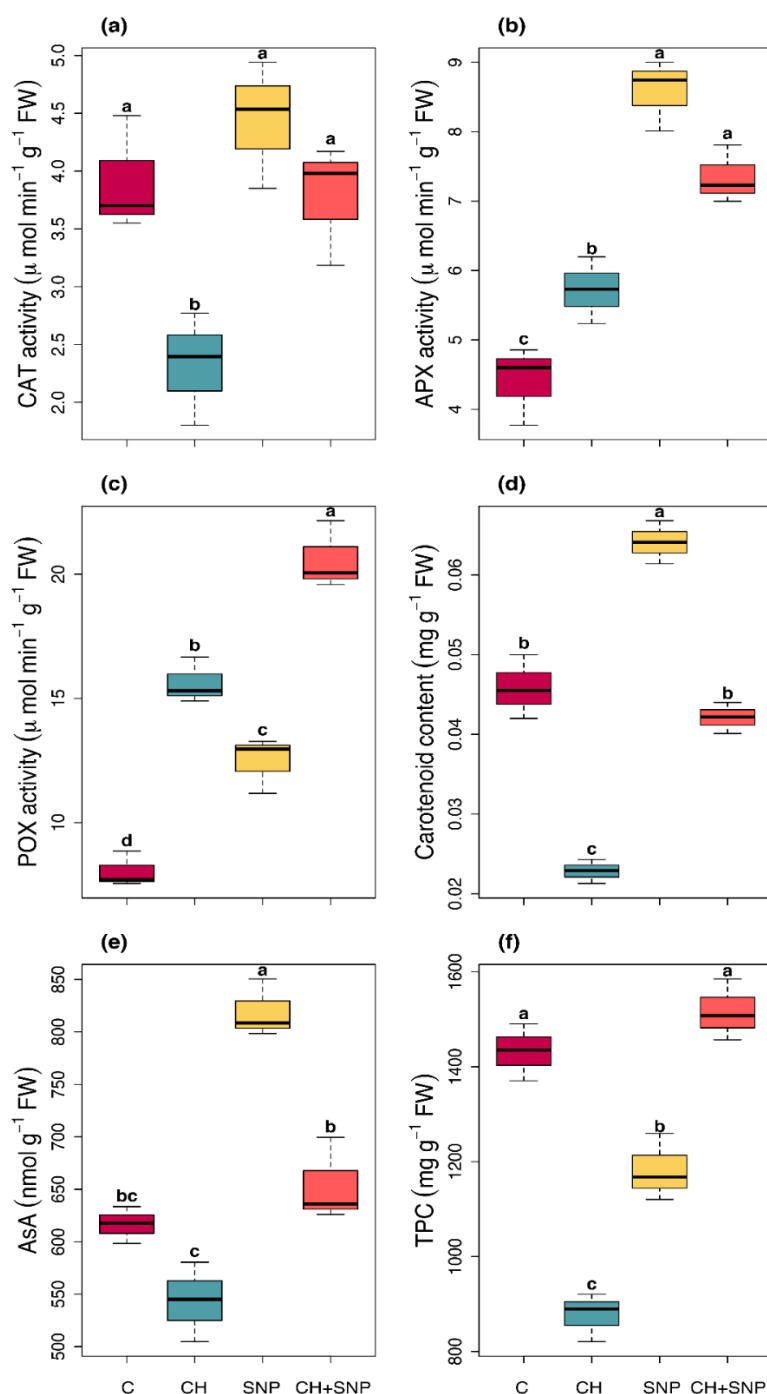 (a)
CAT activity (μ mol min⁻¹ g⁻¹ FW)
5.0
4.5
4.0
3.5
3.0
2.5
2.0
a
b
a
a
(b)
APX activity (μ mol min⁻¹ g⁻¹ FW)
9
8
7
6
5
4
c
b
a
a
(c)
POX activity (μ mol min⁻¹ g⁻¹ FW)
20
15
10
d
b
c
a
(d)
Carotenoid content (mg g⁻¹ FW)
0.06
0.04
0.03
0.02
b
c
a
b
(e)
AsA (nmol g⁻¹ FW)
850
800
750
700
650
600
550
500
bc
c
a
b
C CH SNP CH+SNP
(f)
TPC (mg g⁻¹ FW)
1600
1400
1200
1000
800
a
c
b
a
C CH SNP CH+SNP